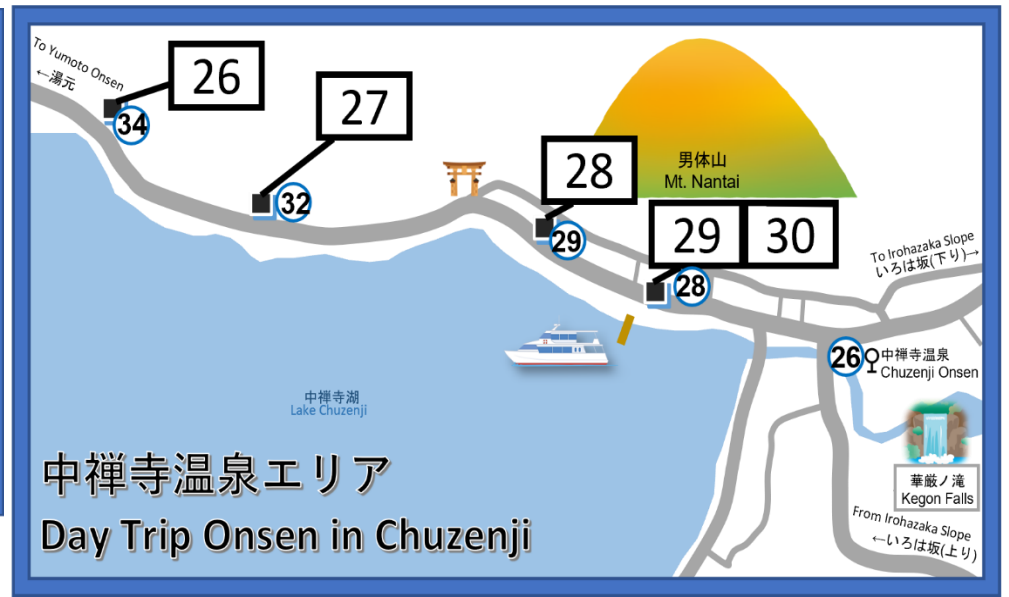 To Yumoto Onsen
←湯元
26
34
27
32
28
29
男体山
Mt. Nantai
29
30
28
To Irohazaka Slope
いろは坂(下り)→
26
中禅寺温泉
Chuzenji Onsen
中禅寺湖
Lake Chuzenji
華厳ノ滝
Kegon Falls
From Irohazaka Slope
←いろは坂(上り)
中禅寺温泉エリア
Day Trip Onsen in Chuzenji